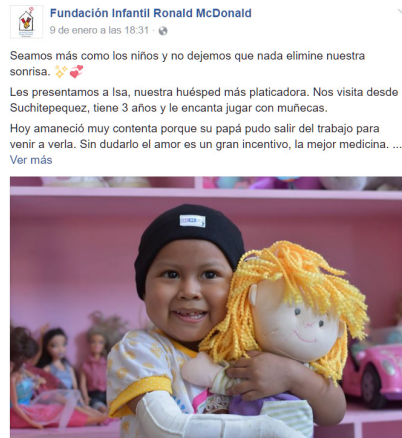 Fundación Infantil Ronald McDonald
9 de enero a las 18:31 ·
Seamos más como los niños y no dejemos que nada elimine nuestra
sonrisa. ✨💞
Les presentamos a Isa, nuestra huésped más platicadora. Nos visita desde
Suchitepequez, tiene 3 años y le encanta jugar con muñecas.
Hoy amaneció muy contenta porque su papá pudo salir del trabajo para
venir a verla. Sin dudarlo el amor es un gran incentivo, la mejor medicina. ...
Ver más